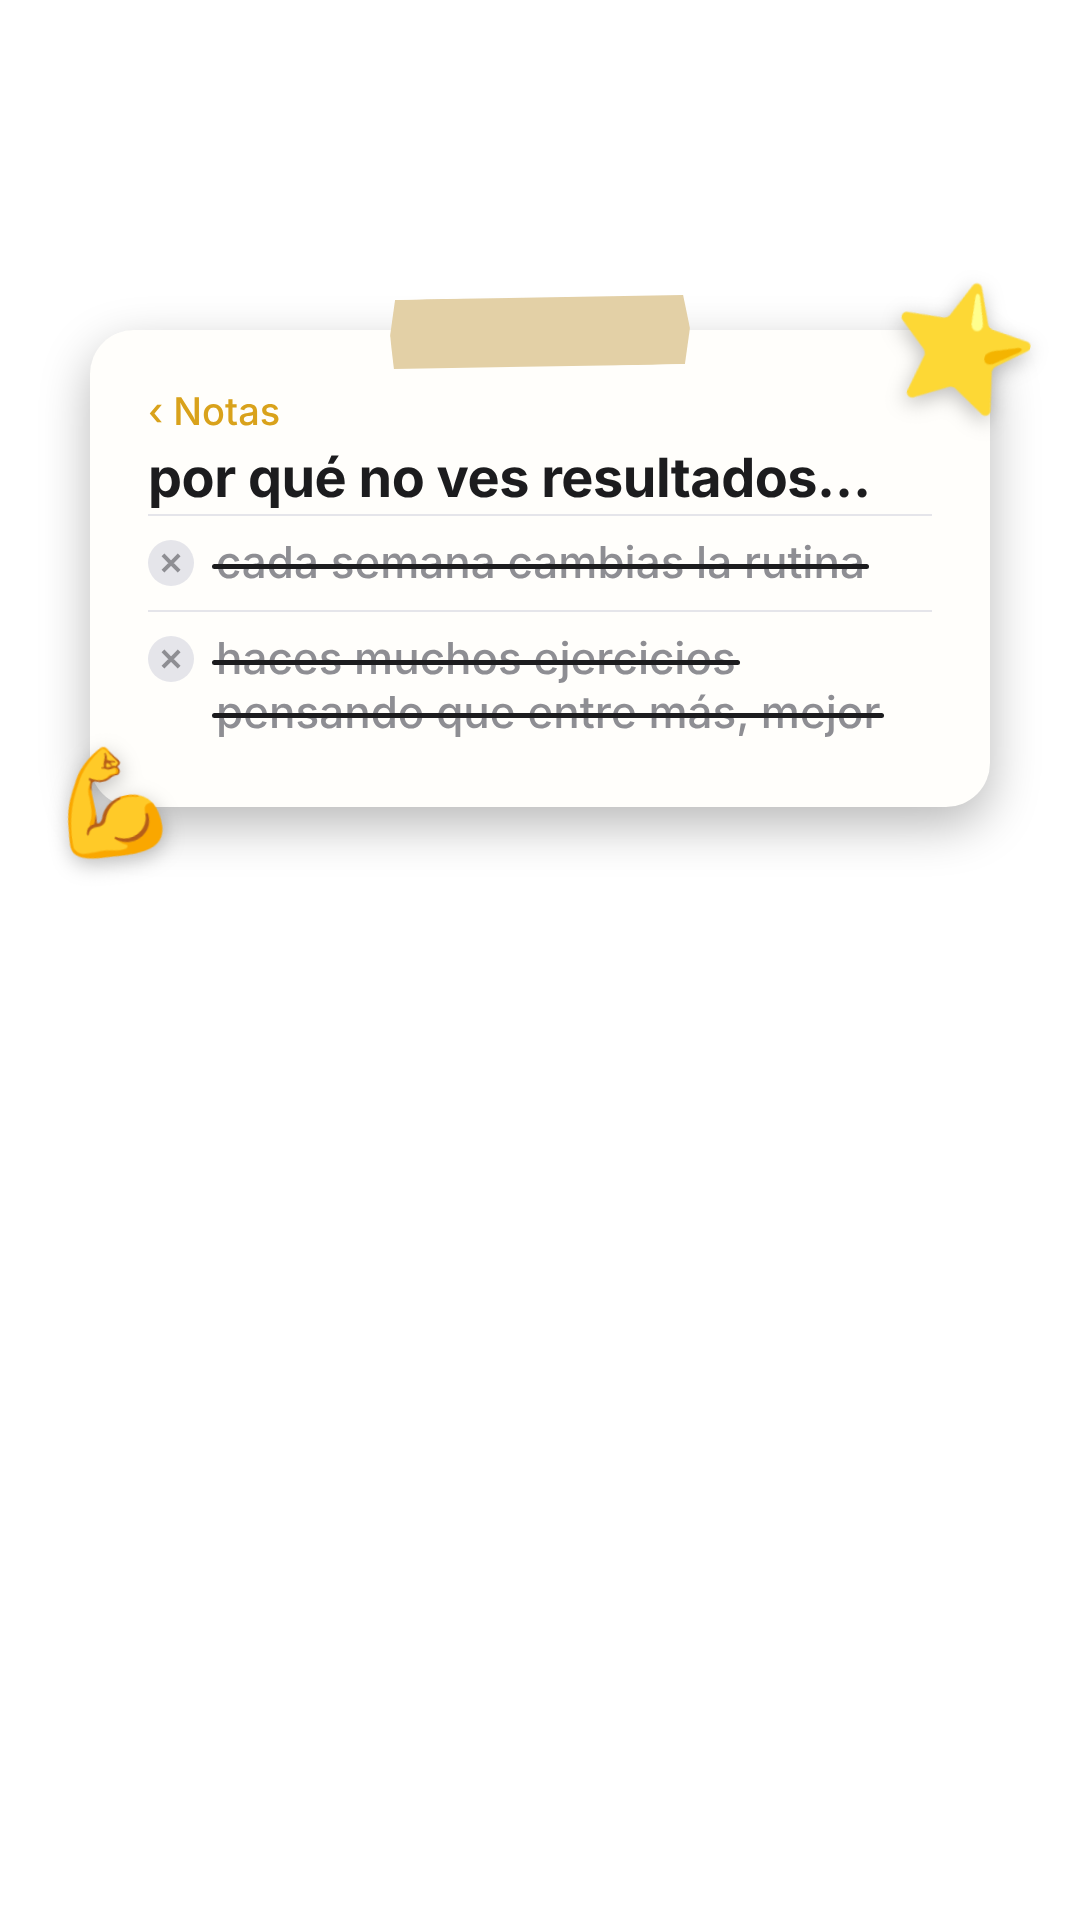 ‹ Notas
por qué no ves resultados...
cada semana cambias la rutina
haces muchos ejercicios
pensando que entre más, mejor